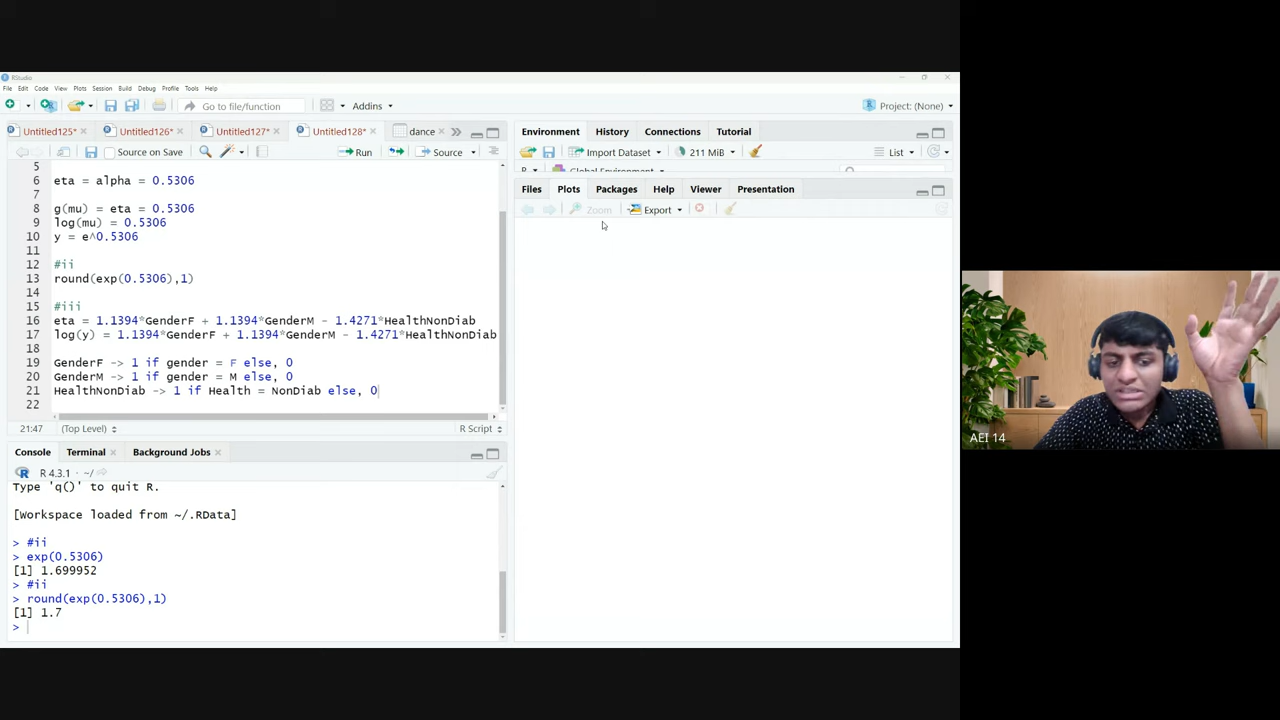 RStudio
File Edit Code View Plots Session Build Debug Profile Tools Help
Go to file/function
Addins
Project: (None)
Untitled125*
Untitled126*
Untitled127*
Untitled128*
dance
Source on Save
Run
Source
5
6 eta = alpha = 0.5306
7
8 g(mu) = eta = 0.5306
9 log(mu) = 0.5306
10 y = e^0.5306
11
12 #ii
13 round(exp(0.5306),1)
14
15 #iii
16 eta = 1.1394*GenderF + 1.1394*GenderM - 1.4271*HealthNonDiab
17 log(y) = 1.1394*GenderF + 1.1394*GenderM - 1.4271*HealthNonDiab
18
19 GenderF -> 1 if gender = F else, 0
20 GenderM -> 1 if gender = M else, 0
21 HealthNonDiab -> 1 if Health = NonDiab else, 0
22
21:47 (Top Level) R Script
Console Terminal Background Jobs
R 4.3.1 · ~/
Type 'q()' to quit R.
[Workspace loaded from ~/.RData]
> #ii
> exp(0.5306)
[1] 1.699952
> #ii
> round(exp(0.5306),1)
[1] 1.7
>
Environment History Connections Tutorial
Import Dataset 211 MiB List
R Global Environment
Files Plots Packages Help Viewer Presentation
Zoom Export
AEI 14